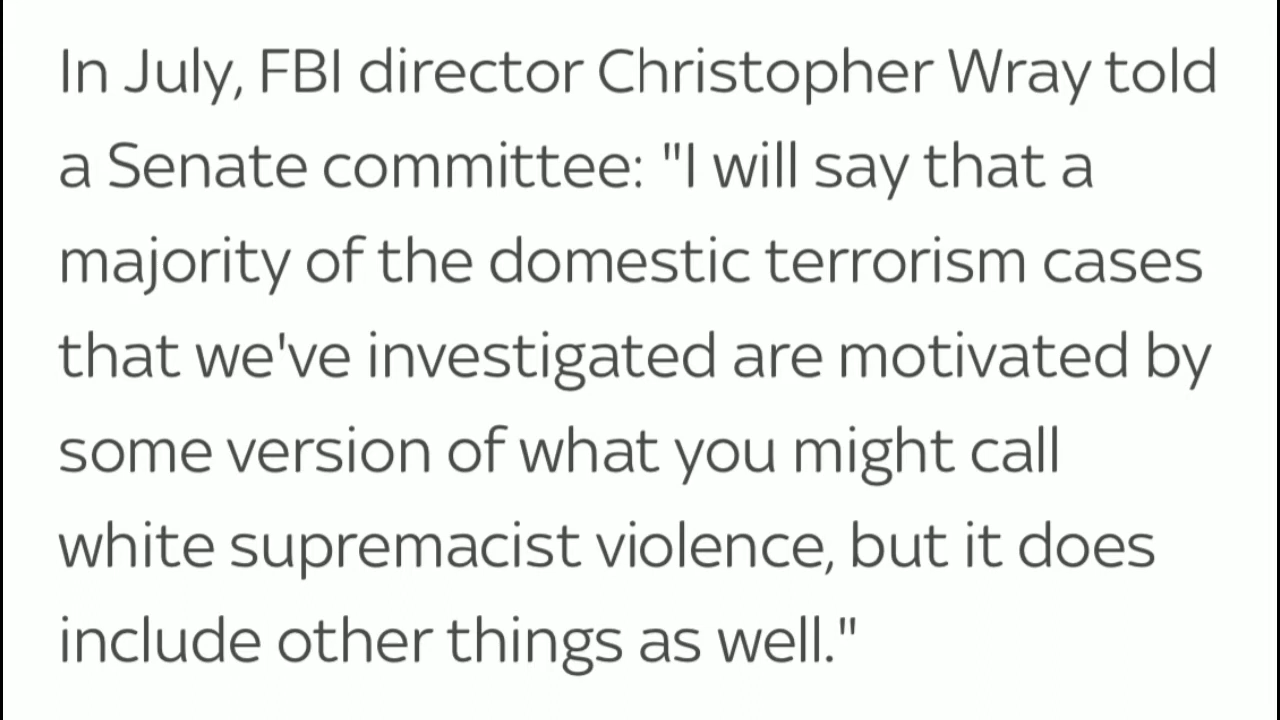 In July, FBI director Christopher Wray told
a Senate committee: "I will say that a
majority of the domestic terrorism cases
that we've investigated are motivated by
some version of what you might call
white supremacist violence, but it does
include other things as well."